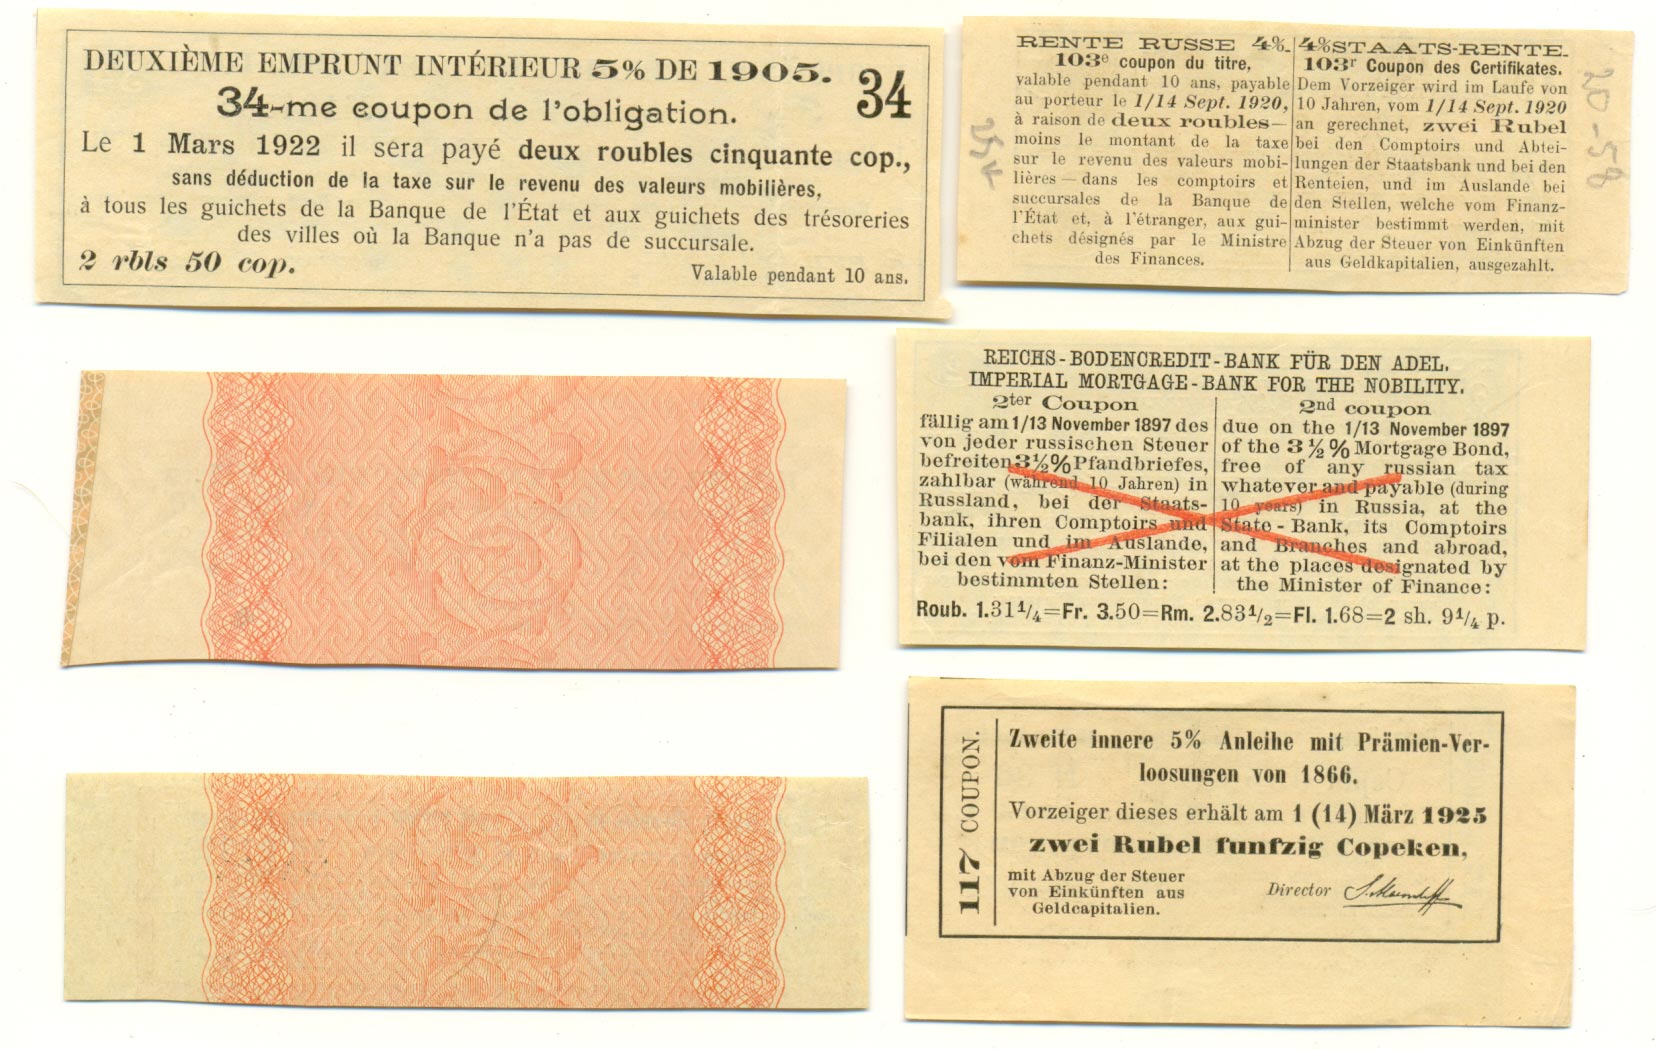 DEUXIÈME EMPRUNT INTÉRIEUR 5% DE 1905.
34
34-me coupon de l'obligation.
Le 1 Mars 1922 il sera payé deux roubles cinquante cop.,
sans déduction de la taxe sur le revenu des valeurs mobilières,
à tous les guichets de la Banque de l'État et aux guichets des trésoreries
des villes où la Banque n'a pas de succursale.
2 rbls 50 cop.
Valable pendant 10 ans.
RENTE RUSSE 4%.
103e coupon du titre,
valable pendant 10 ans, payable
au porteur le 1/14 Sept. 1920,
à raison de deux roubles—
moins le montant de la taxe
sur le revenu des valeurs mobi-
lières — dans les comptoirs et
succursales de la Banque de
l'État et, à l'étranger, aux gui-
chets désignés par le Ministre
des Finances.
4% STAATS-RENTE.
103r Coupon des Certifikates.
Dem Vorzeiger wird im Laufe von
10 Jahren, vom 1/14 Sept. 1920
an gerechnet, zwei Rubel
bei den Comptoirs und Abtei-
lungen der Staatsbank und bei den
Renteien, und im Auslande bei
den Stellen, welche vom Finanz-
minister bestimmt werden, mit
Abzug der Steuer von Einkünften
aus Geldkapitalien, ausgezahlt.
20-58
REICHS-BODENCREDIT-BANK FÜR DEN ADEL.
IMPERIAL MORTGAGE-BANK FOR THE NOBILITY.
2ter Coupon
fällig am 1/13 November 1897 des
von jeder russischen Steuer
befreiten 3½% Pfandbriefes,
zahlbar (während 10 Jahren) in
Russland, bei der Staats-
bank, ihren Comptoirs und
Filialen und im Auslande,
bei den vom Finanz-Minister
bestimmten Stellen:
2nd coupon
due on the 1/13 November 1897
of the 3½% Mortgage Bond,
free of any russian tax
whatever and payable (during
10 years) in Russia, at the
State-Bank, its Comptoirs
and Branches and abroad,
at the places designated by
the Minister of Finance:
Roub. 1.31¼=Fr. 3.50=Rm. 2.83½=Fl. 1.68=2 sh. 9¼ p.
117 COUPON.
Zweite innere 5% Anleihe mit Prämien-Ver-
loosungen von 1866.
Vorzeiger dieses erhält am 1 (14) März 1925
zwei Rubel funfzig Copeken,
mit Abzug der Steuer
von Einkünften aus
Geldcapitalien.
Director